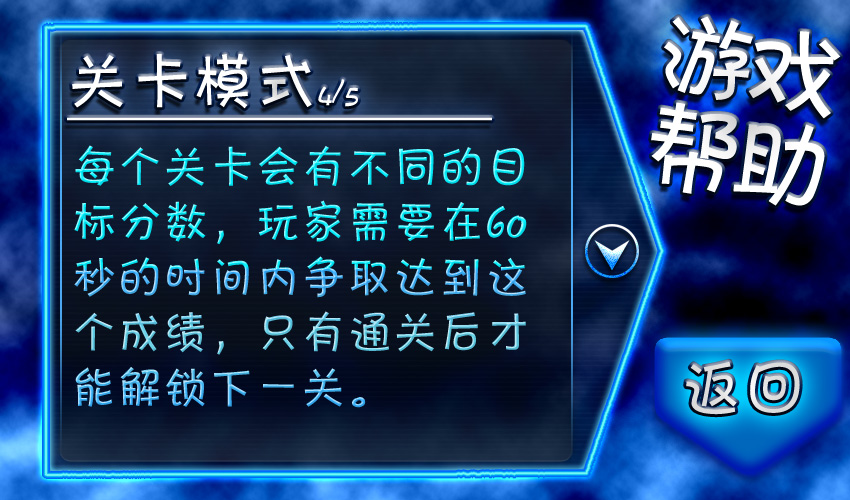 关卡模式4/5
每个关卡会有不同的目
标分数，玩家需要在60
秒的时间内争取达到这
个成绩，只有通关后才
能解锁下一关。
游戏
帮助
返回